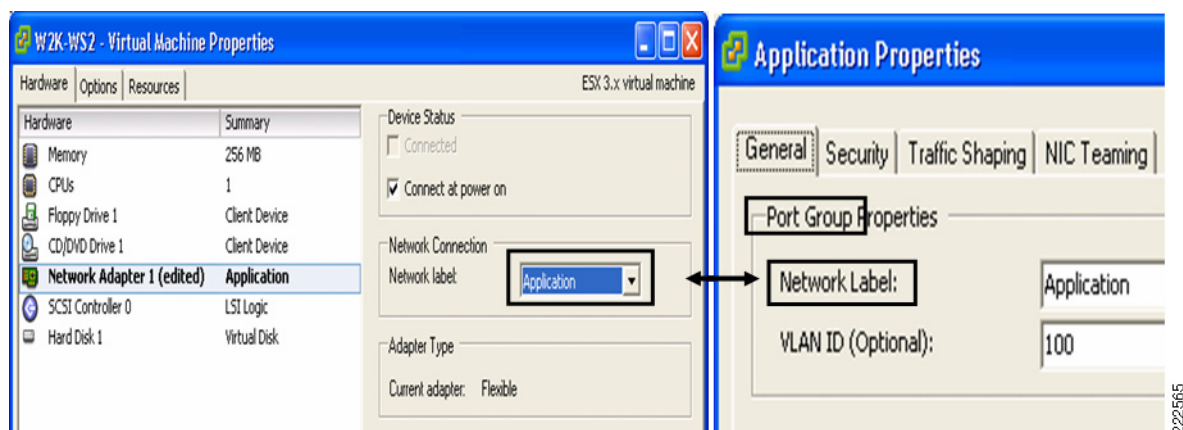 W2K-WS2 - Virtual Machine Properties
Hardware Options Resources
ESX 3.x virtual machine
Hardware Summary
Memory 256 MB
CPUs 1
Floppy Drive 1 Client Device
CD/DVD Drive 1 Client Device
Network Adapter 1 (edited) Application
SCSI Controller 0 LSI Logic
Hard Disk 1 Virtual Disk
Device Status
Connected
Connect at power on
Network Connection
Network label: Application
Adapter Type
Current adapter: Flexible
Application Properties
General Security Traffic Shaping NIC Teaming
Port Group Properties
Network Label: Application
VLAN ID (Optional): 100
222565